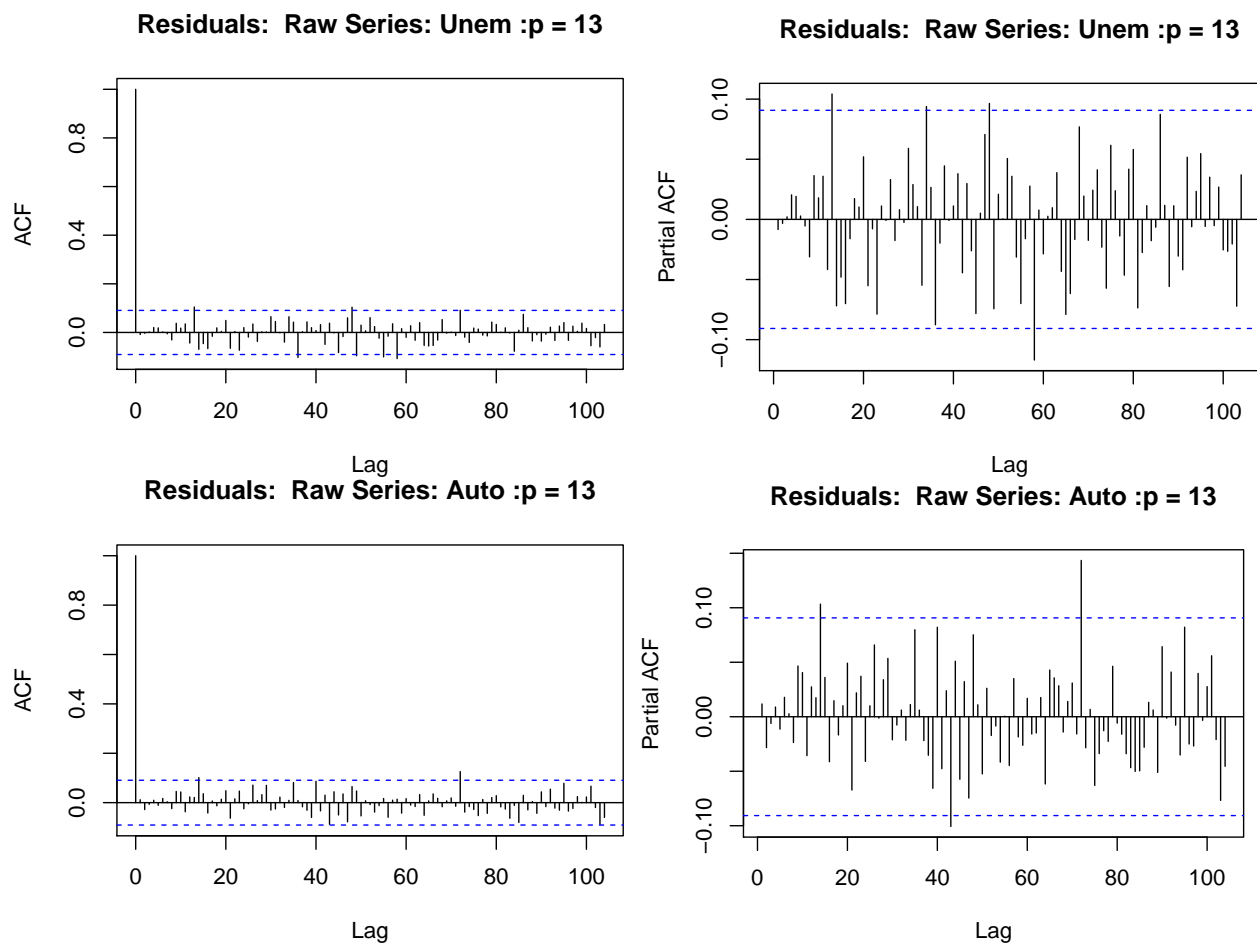 Residuals:  Raw Series: Unem :p = 13
ACF
0.0 0.4 0.8
0 20 40 60 80 100
Lag
Residuals:  Raw Series: Unem :p = 13
Partial ACF
−0.10 0.00 0.10
0 20 40 60 80 100
Lag
Residuals:  Raw Series: Auto :p = 13
ACF
0.0 0.4 0.8
0 20 40 60 80 100
Lag
Residuals:  Raw Series: Auto :p = 13
Partial ACF
−0.10 0.00 0.10
0 20 40 60 80 100
Lag